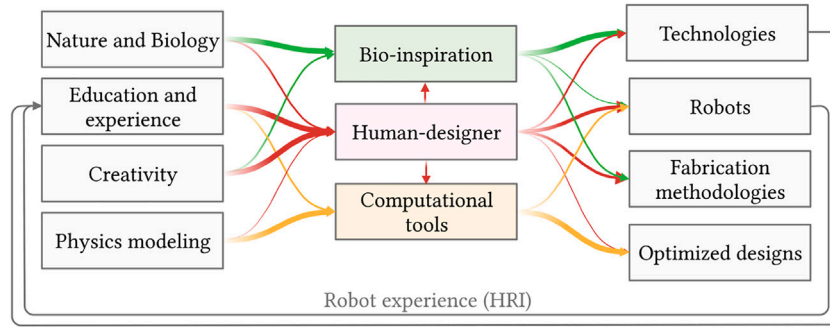 Nature and Biology
Education and
experience
Creativity
Physics modeling
Bio-inspiration
Human-designer
Computational
tools
Technologies
Robots
Fabrication
methodologies
Optimized designs
Robot experience (HRI)